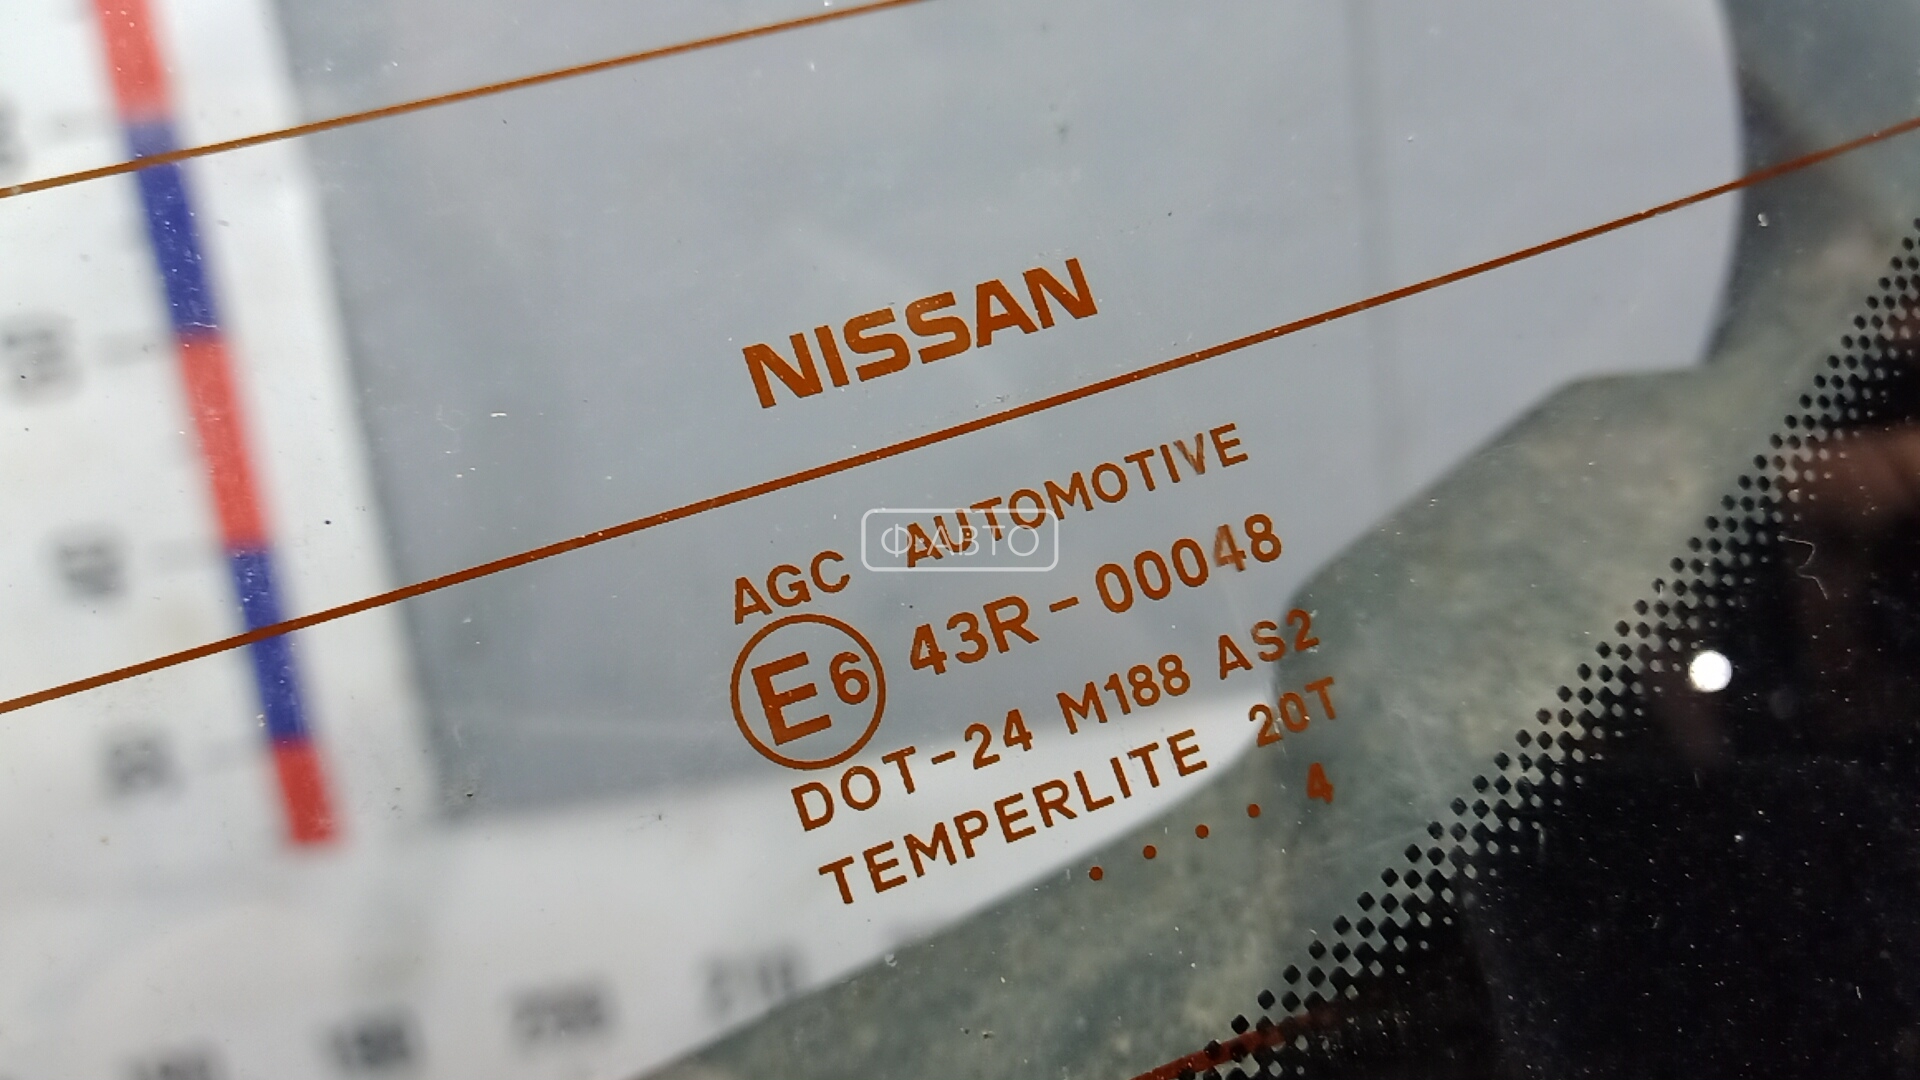 NISSAN
AGC AUTOMOTIVE
ФАВТО
E6 43R-00048
DOT-24 M188 AS2
TEMPERLITE 20T
. . . . 4